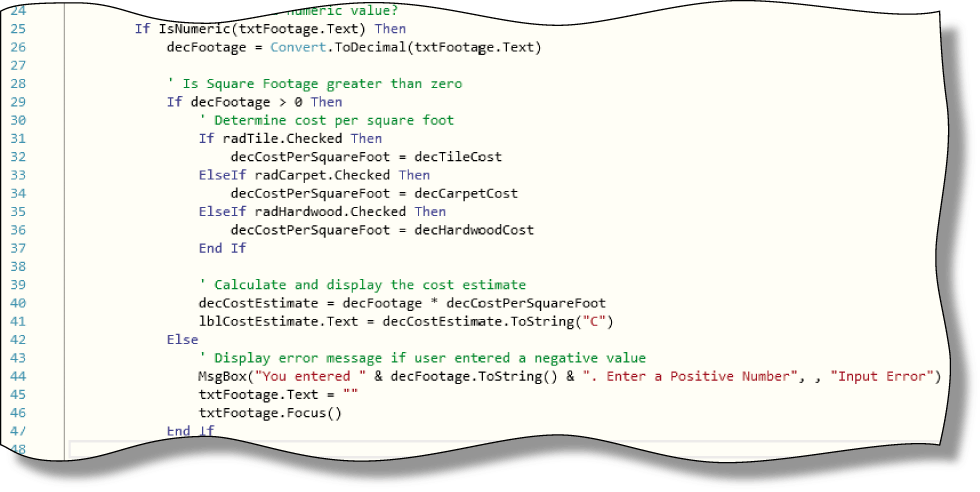 24 numeric value?
25 If IsNumeric(txtFootage.Text) Then
26 decFootage = Convert.ToDecimal(txtFootage.Text)
27
28 ' Is Square Footage greater than zero
29 If decFootage > 0 Then
30 ' Determine cost per square foot
31 If radTile.Checked Then
32 decCostPerSquareFoot = decTileCost
33 ElseIf radCarpet.Checked Then
34 decCostPerSquareFoot = decCarpetCost
35 ElseIf radHardwood.Checked Then
36 decCostPerSquareFoot = decHardwoodCost
37 End If
38
39 ' Calculate and display the cost estimate
40 decCostEstimate = decFootage * decCostPerSquareFoot
41 lblCostEstimate.Text = decCostEstimate.ToString("C")
42 Else
43 ' Display error message if user entered a negative value
44 MsgBox("You entered " & decFootage.ToString() & ". Enter a Positive Number", , "Input Error")
45 txtFootage.Text = ""
46 txtFootage.Focus()
47 End If
48